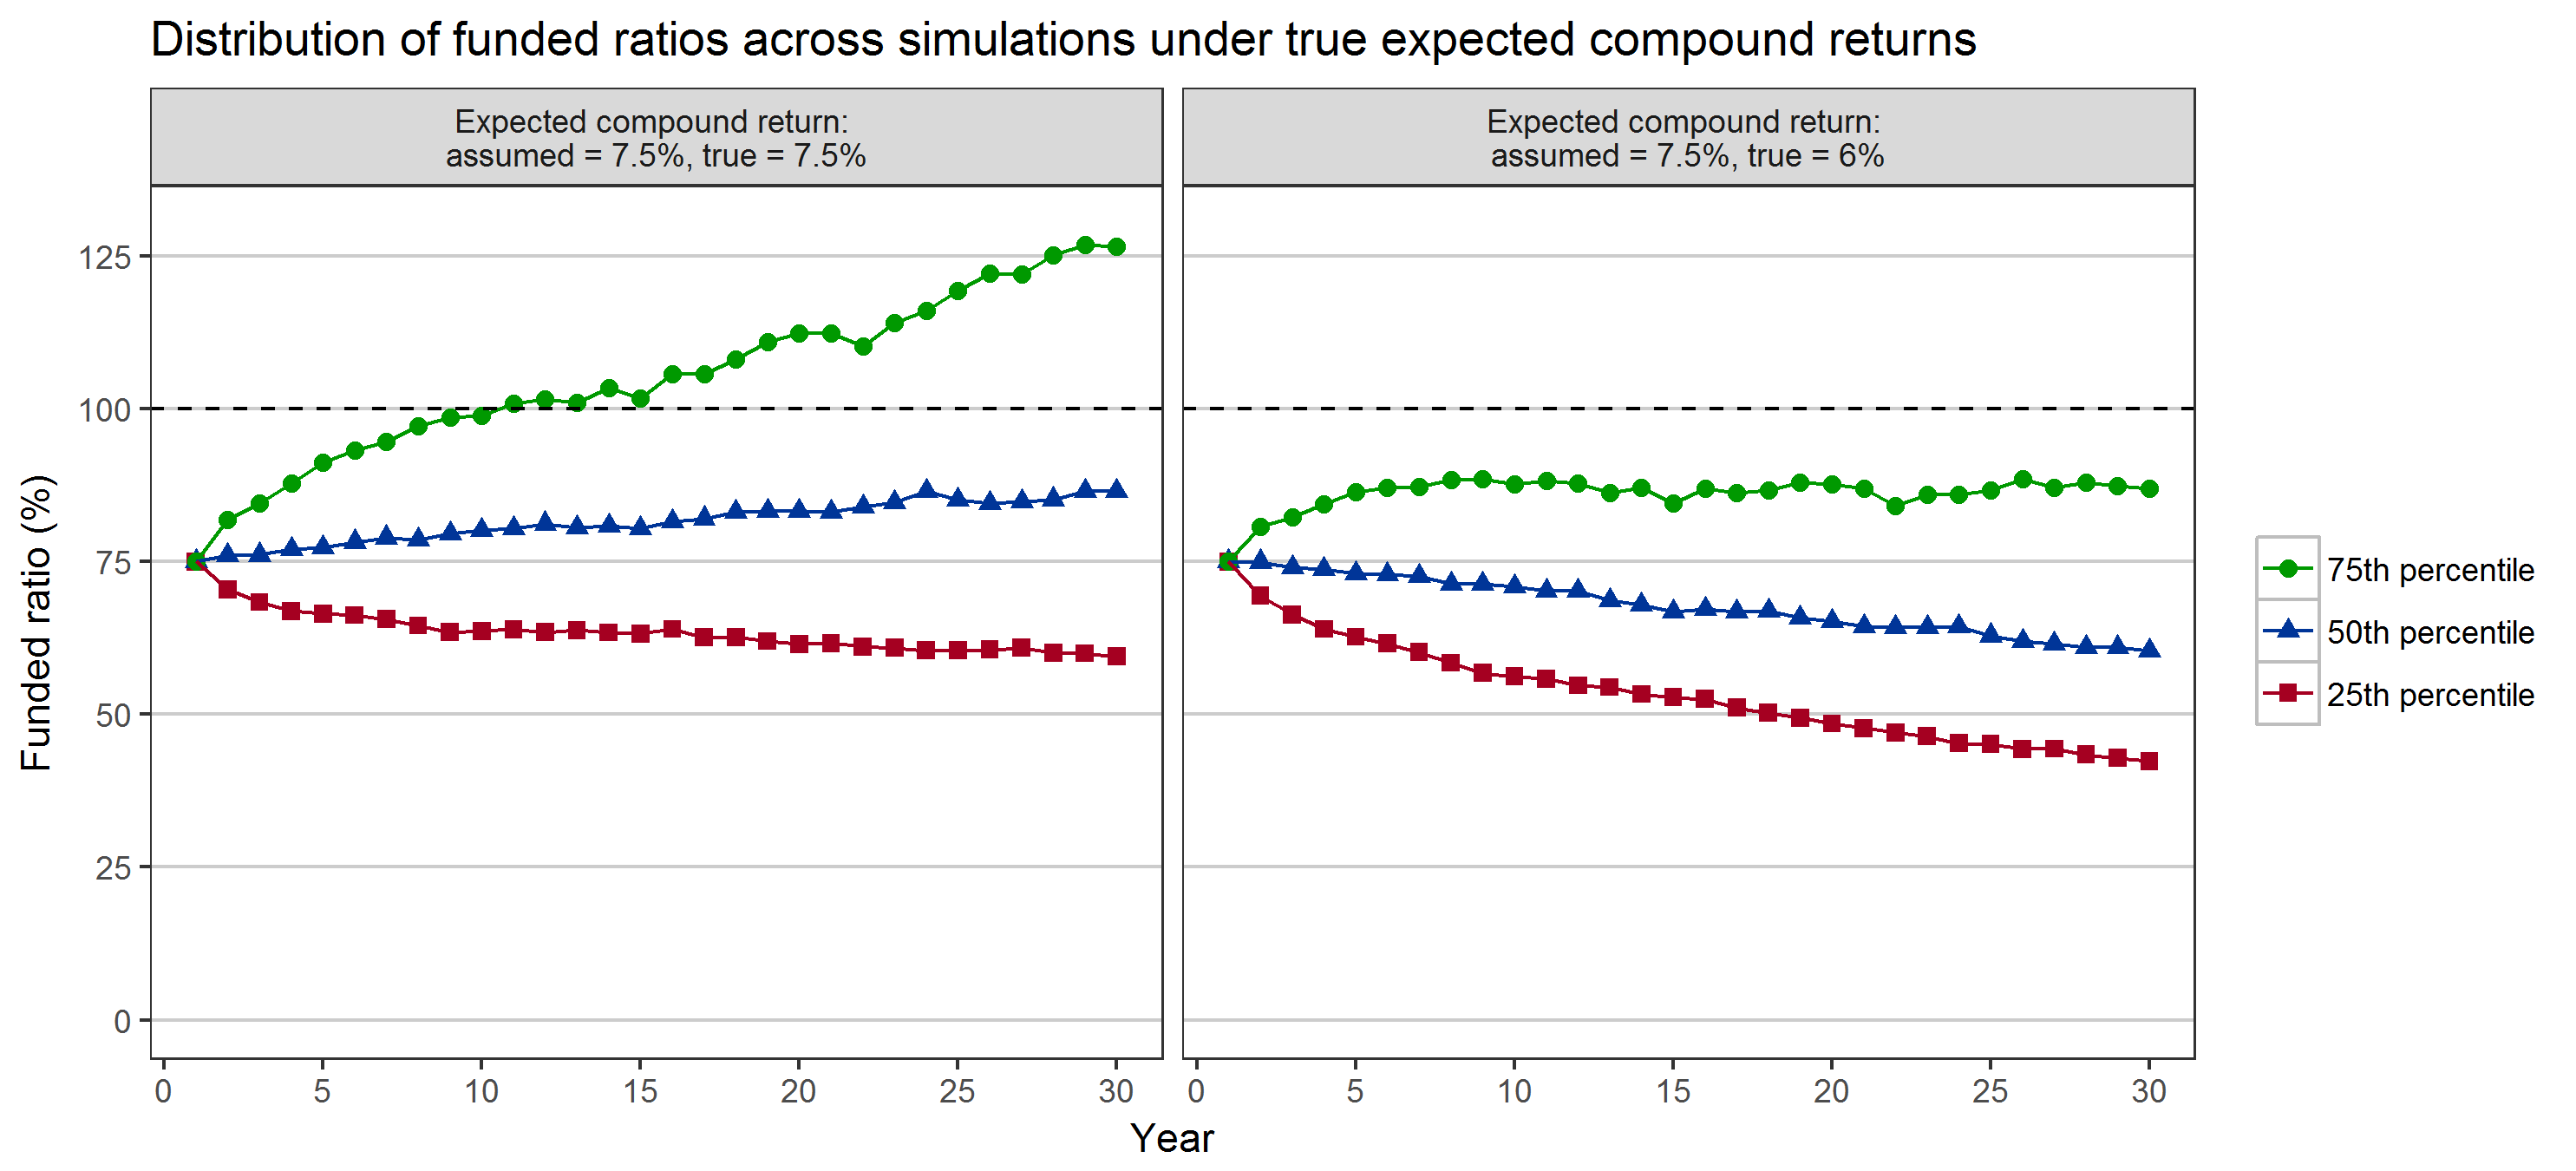 Distribution of funded ratios across simulations under true expected compound returns
Expected compound return:
assumed = 7.5%, true = 7.5%
Expected compound return:
assumed = 7.5%, true = 6%
Funded ratio (%)
125
100
75
50
25
0
0 5 10 15 20 25 30
0 5 10 15 20 25 30
Year
75th percentile
50th percentile
25th percentile